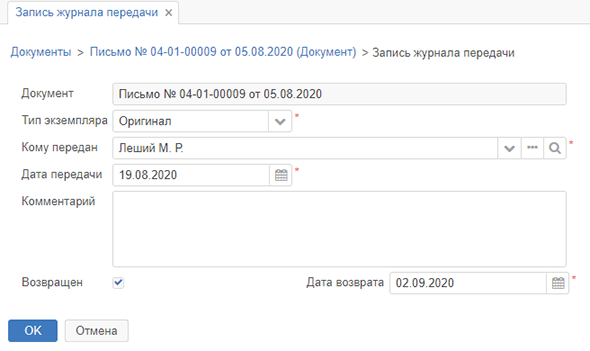 Запись журнала передачи
Документы > Письмо № 04-01-00009 от 05.08.2020 (Документ) > Запись журнала передачи
Документ Письмо № 04-01-00009 от 05.08.2020
Тип экземпляра Оригинал *
Кому передан Леший М. Р. *
Дата передачи 19.08.2020 *
Комментарий
Возвращен Дата возврата 02.09.2020 *
OK Отмена